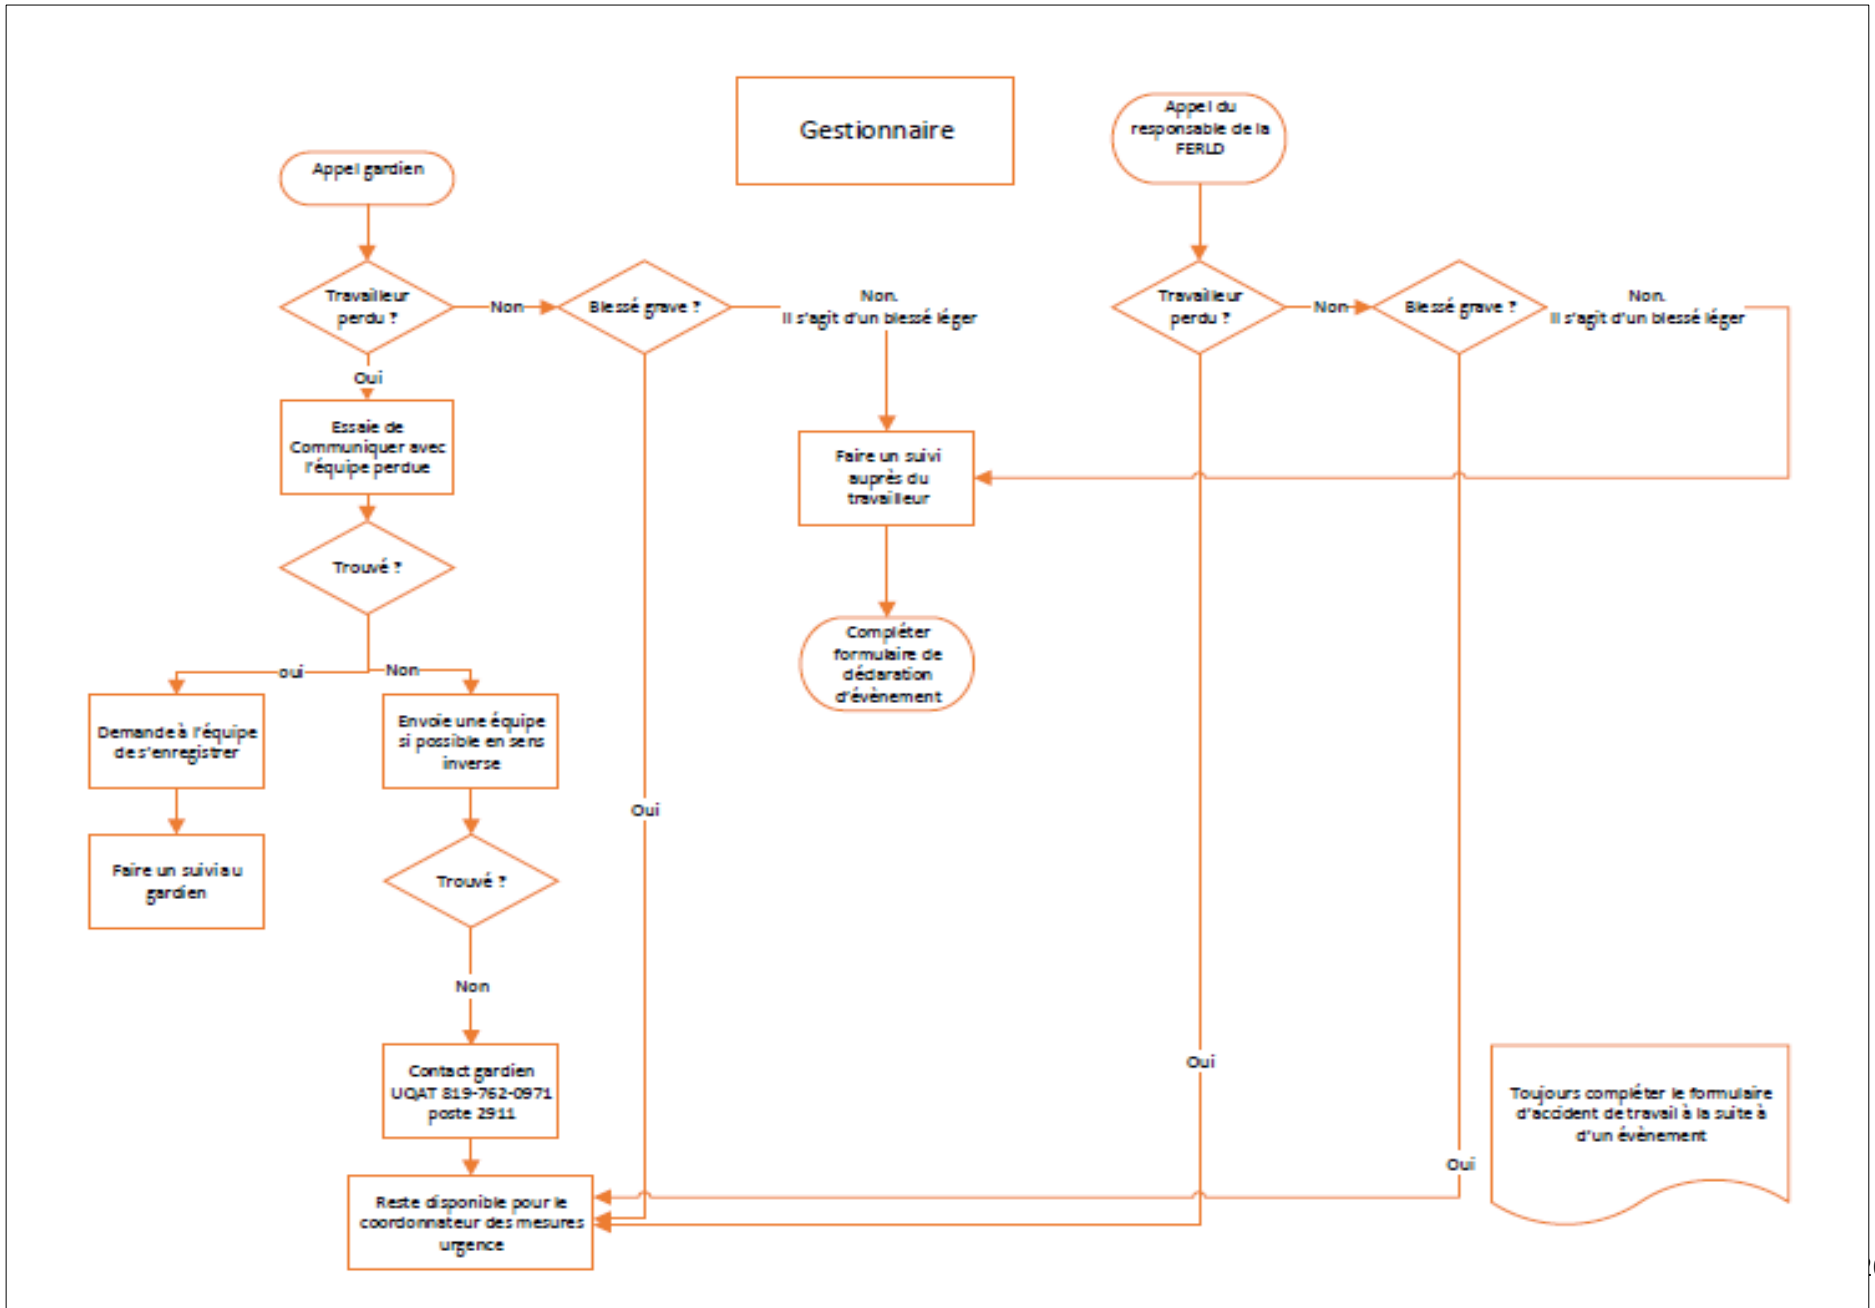 Gestionnaire
Appel du
responsable de la
FERLD
Appel gardien
Travailleur
perdu ?
Non
Blessé grave ?
Non.
Il s'agit d'un blessé léger
Travailleur
perdu ?
Non
Blessé grave ?
Non.
Il s'agit d'un blessé léger
Oui
Essaie de
Communiquer avec
l'équipe perdue
Faire un suivi
auprès du
travailleur
Trouvé ?
Compléter
formulaire de
déclaration
d'évènement
oui
Non
Demande à l'équipe
de s'enregistrer
Envoie une équipe
si possible en sens
inverse
Oui
Faire un suivi au
gardien
Trouvé ?
Non
Contact gardien
UQAT 819-762-0971
poste 2911
Oui
Toujours compléter le formulaire
d'accident de travail à la suite à
d'un évènement
Oui
Reste disponible pour le
coordonnateur des mesures
urgence